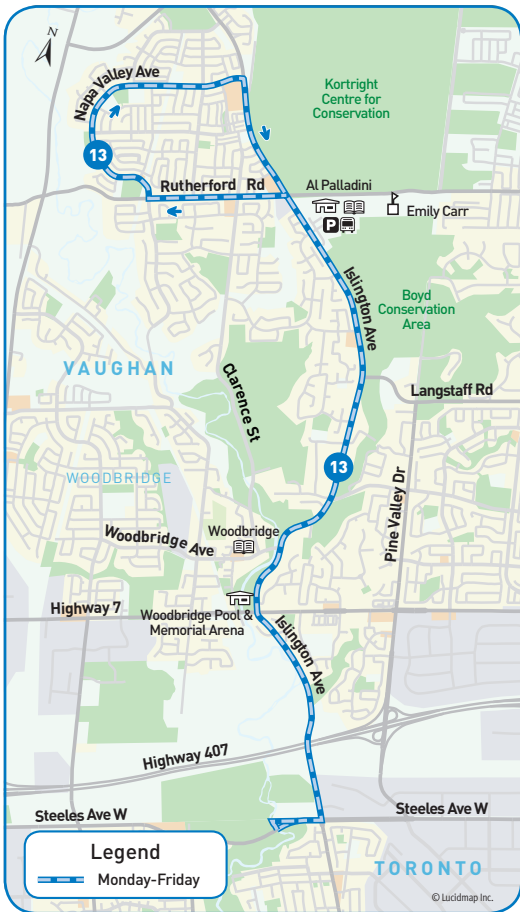 N
Napa Valley Ave
Kortright
Centre for
Conservation
13
Rutherford Rd
Al Palladini
P
Emily Carr
Islington Ave
Boyd
Conservation
Area
VAUGHAN
Clarence St
Langstaff Rd
13
WOODBRIDGE
Pine Valley Dr
Woodbridge Ave
Woodbridge
Highway 7
Woodbridge Pool &
Memorial Arena
Islington Ave
Highway 407
Steeles Ave W
Steeles Ave W
Legend
Monday-Friday
TORONTO
© Lucidmap Inc.